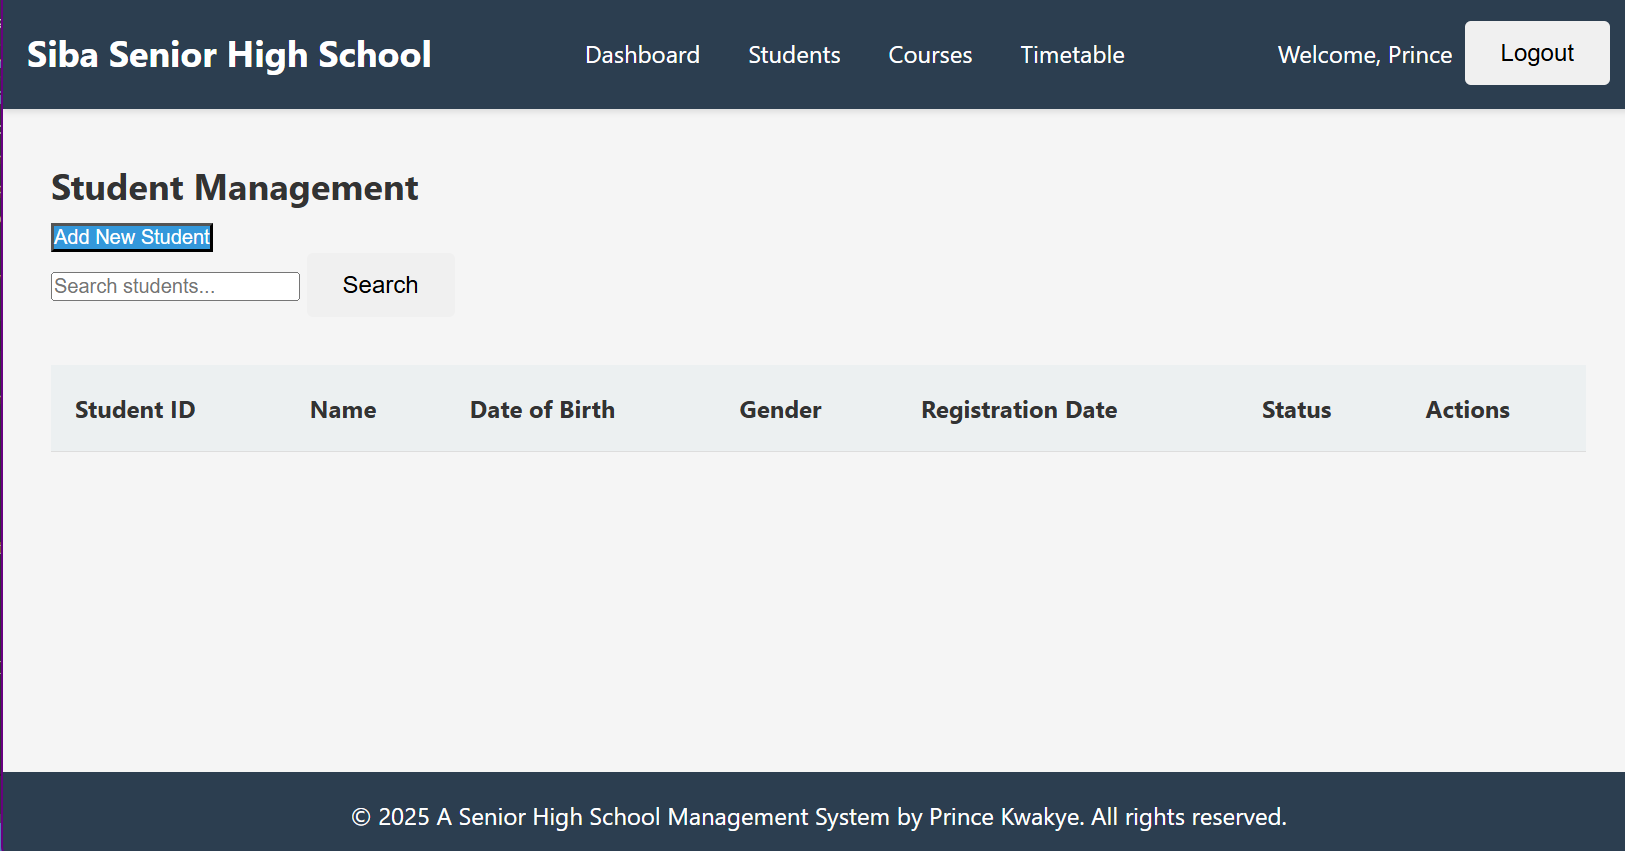 Siba Senior High School Dashboard Students Courses Timetable Welcome, Prince Logout
Student Management
Add New Student
Search students... Search
Student ID Name Date of Birth Gender Registration Date Status Actions
© 2025 A Senior High School Management System by Prince Kwakye. All rights reserved.